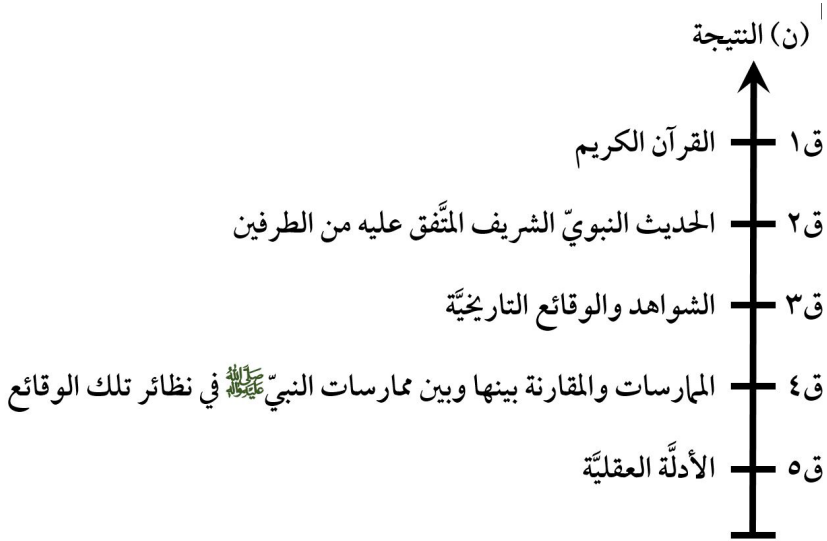 (ن) النتيجة
ق١ القرآن الكريم
ق٢ الحديث النبويّ الشريف المتَّفق عليه من الطرفين
ق٣ الشواهد والوقائع التاريخيَّة
ق٤ الممارسات والمقارنة بينها وبين ممارسات النبيّ ﷺ في نظائر تلك الوقائع
ق٥ الأدلَّة العقليَّة